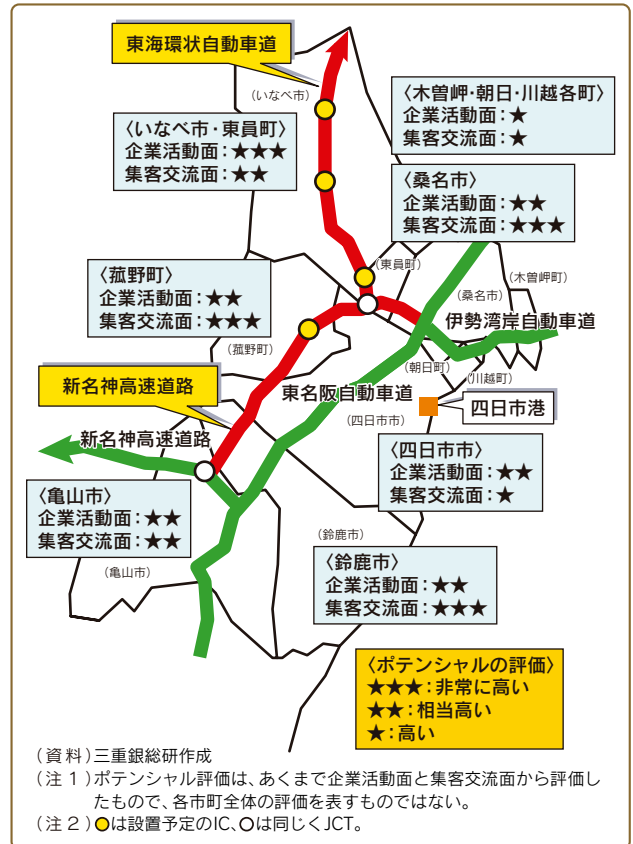 東海環状自動車道
(いなべ市)
〈木曽岬・朝日・川越各町〉
企業活動面:★
集客交流面:★
〈いなべ市・東員町〉
企業活動面:★★★
集客交流面:★★
〈桑名市〉
企業活動面:★★
集客交流面:★★★
(東員町)
(木曽岬町)
(桑名市)
〈菰野町〉
企業活動面:★★
集客交流面:★★★
伊勢湾岸自動車道
(菰野町)
(朝日町)
(川越町)
新名神高速道路
東名阪自動車道
四日市港
(四日市市)
新名神高速道路
〈四日市市〉
企業活動面:★★
集客交流面:★
〈亀山市〉
企業活動面:★★
集客交流面:★★
(鈴鹿市)
(亀山市)
〈鈴鹿市〉
企業活動面:★★
集客交流面:★★★
〈ポテンシャルの評価〉
★★★:非常に高い
★★:相当高い
★:高い
(資料)三重銀総研作成
(注1)ポテンシャル評価は、あくまで企業活動面と集客交流面から評価し
たもので、各市町全体の評価を表すものではない。
(注2)○は設置予定のIC、○は同じくJCT。